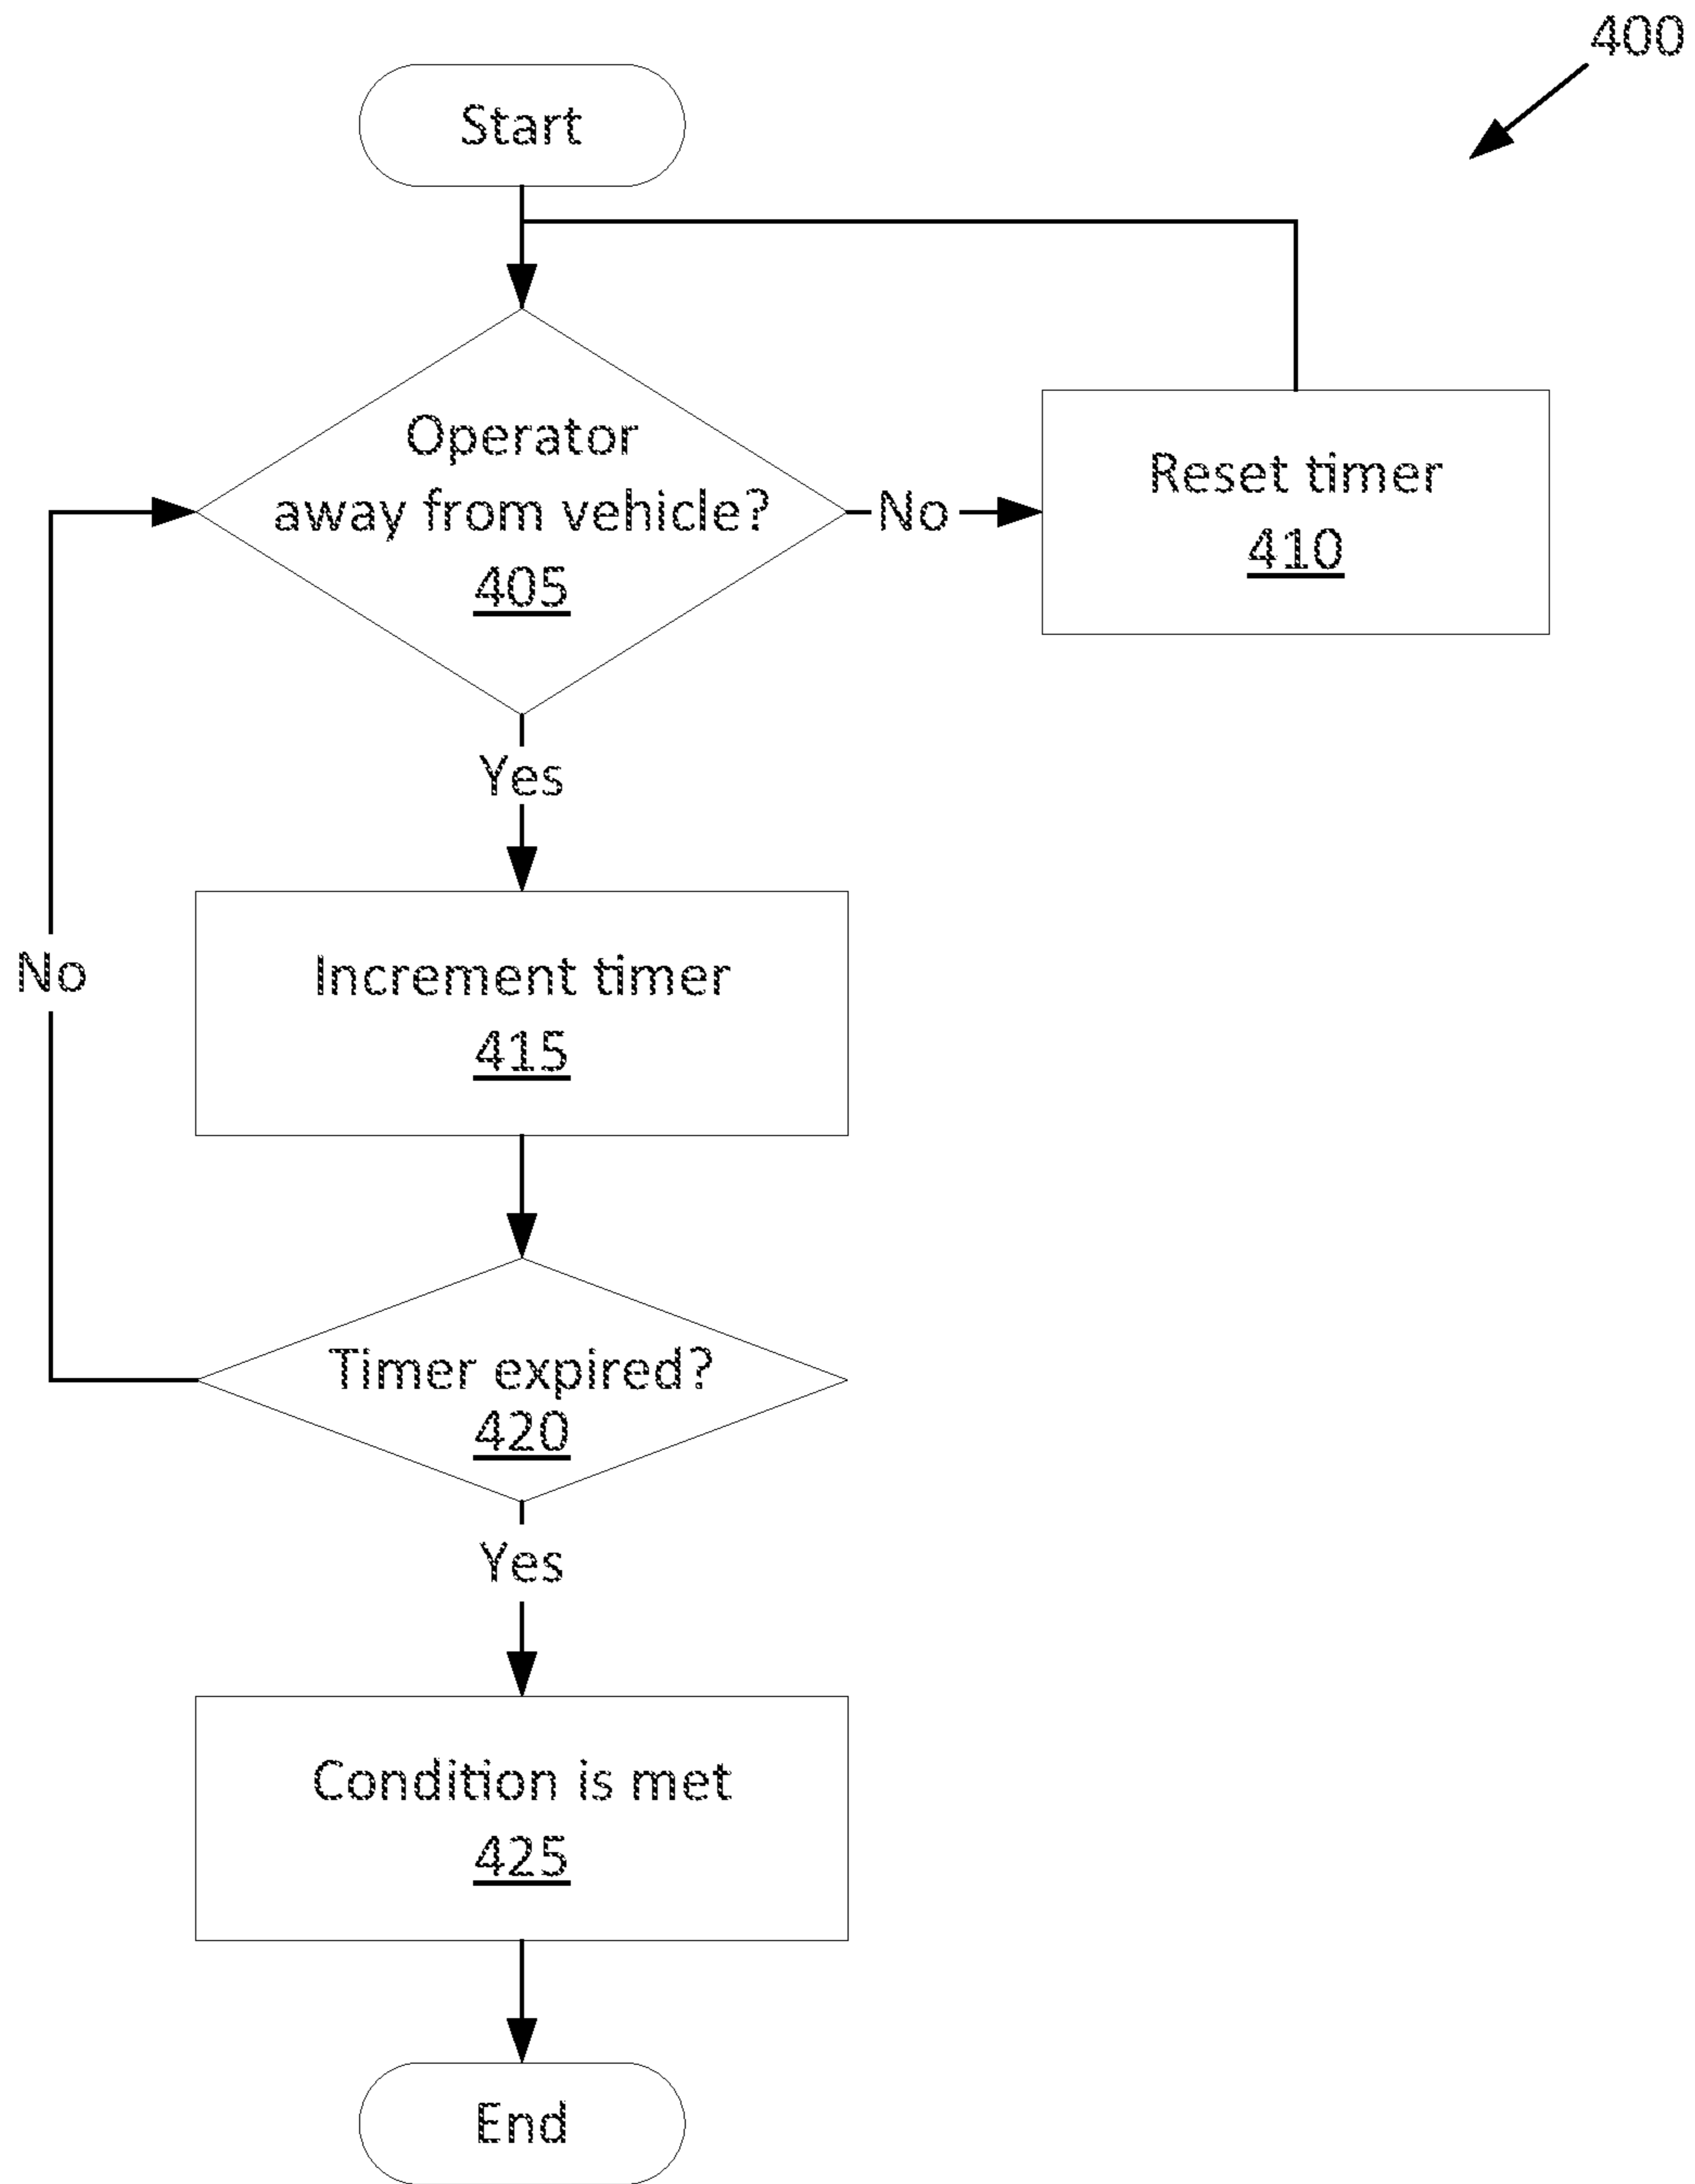 400
Start
Operator
away from vehicle?
405
No
Reset timer
410
Yes
Increment timer
415
No
Timer expired?
420
Yes
Condition is met
425
End